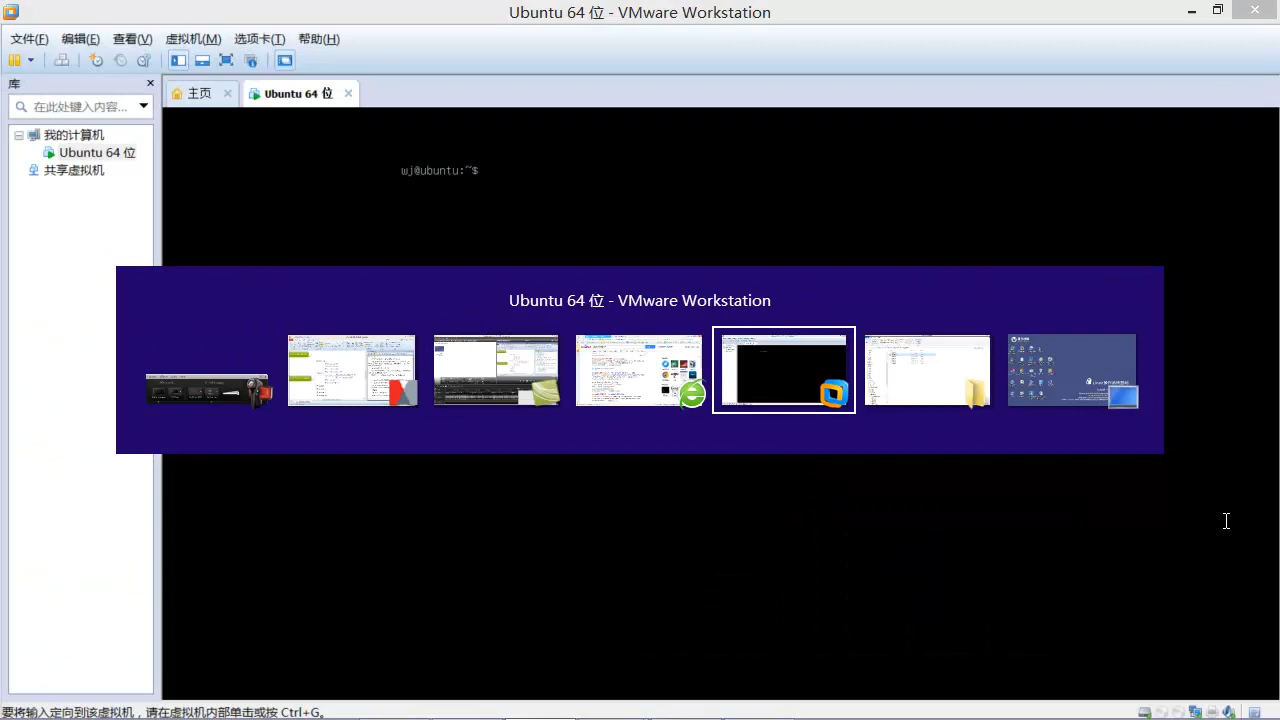 Ubuntu 64 位 - VMware Workstation
文件(F) 编辑(E) 查看(V) 虚拟机(M) 选项卡(T) 帮助(H)
库
主页
Ubuntu 64 位
在此处键入内容...
我的计算机
Ubuntu 64 位
共享虚拟机
wj@ubuntu:~$
Ubuntu 64 位 - VMware Workstation
要将输入定向到该虚拟机，请在虚拟机内部单击或按 Ctrl+G。